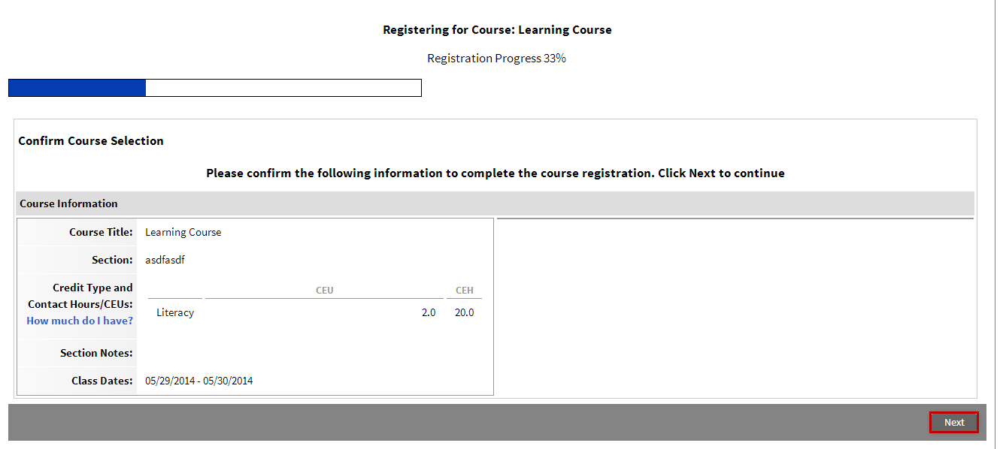 Registering for Course: Learning Course
Registration Progress 33%
Confirm Course Selection
Please confirm the following information to complete the course registration. Click Next to continue
Course Information
Course Title: Learning Course
Section: asdfasdf
Credit Type and
Contact Hours/CEUs:
How much do I have?
CEU CEH
Literacy 2.0 20.0
Section Notes:
Class Dates: 05/29/2014 - 05/30/2014
Next